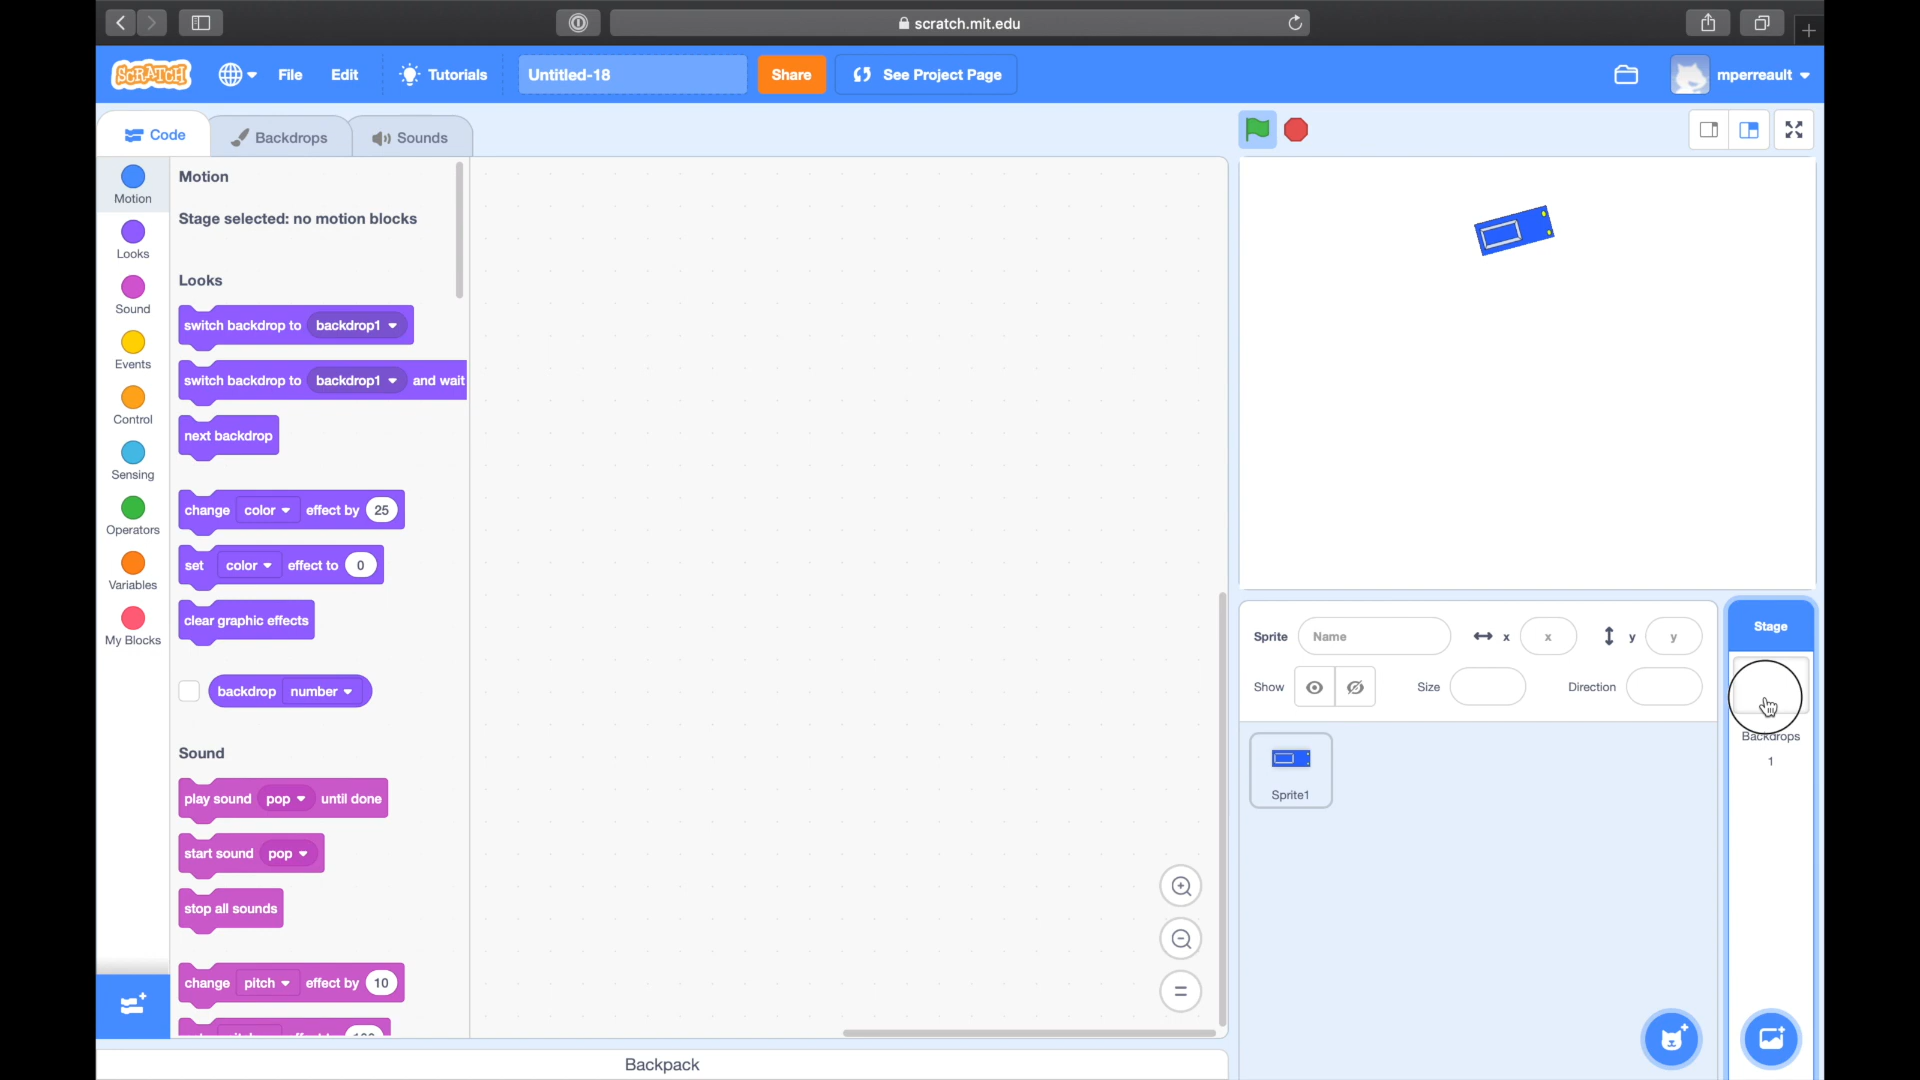 scratch.mit.edu
SCRATCH File Edit Tutorials Untitled-18 Share See Project Page mperreault
Code Backdrops Sounds
Motion
Looks
Sound
Events
Control
Sensing
Operators
Variables
My Blocks
Motion
Stage selected: no motion blocks
Looks
switch backdrop to backdrop1
switch backdrop to backdrop1 and wait
next backdrop
change color effect by 25
set color effect to 0
clear graphic effects
backdrop number
Sound
play sound pop until done
start sound pop
stop all sounds
change pitch effect by 10
Backpack
Sprite Name x x y y
Show Size Direction
Sprite1
Stage
Backdrops
1